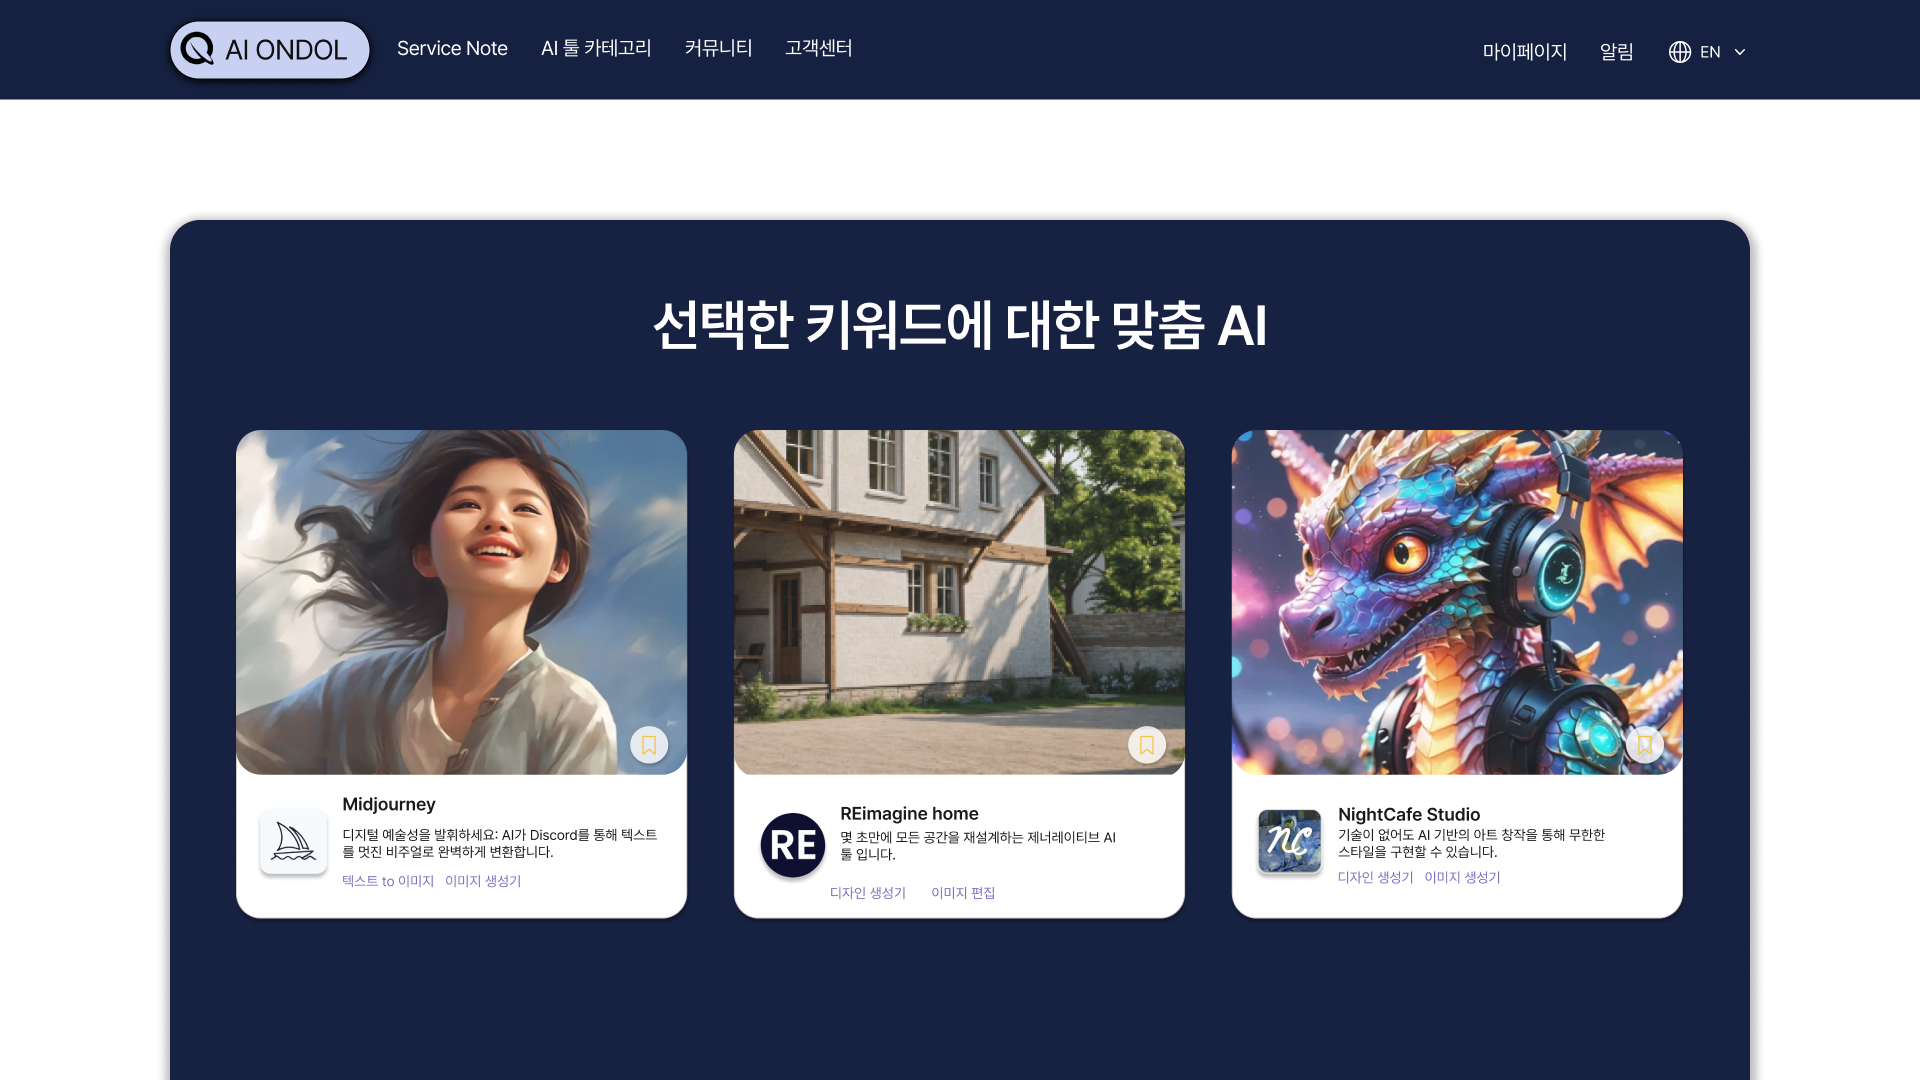 AI ONDOL
Service Note
AI 툴 카테고리
커뮤니티
고객센터
마이페이지
알림
EN
선택한 키워드에 대한 맞춤 AI
Midjourney
디지털 예술성을 발휘하세요: AI가 Discord를 통해 텍스트
를 멋진 비주얼로 완벽하게 변환합니다.
텍스트 to 이미지 이미지 생성기
RE
REimagine home
몇 초만에 모든 공간을 재설계하는 제너레이티브 AI
툴 입니다.
디자인 생성기 이미지 편집
NC
NightCafe Studio
기술이 없어도 AI 기반의 아트 창작을 통해 무한한
스타일을 구현할 수 있습니다.
디자인 생성기 이미지 생성기